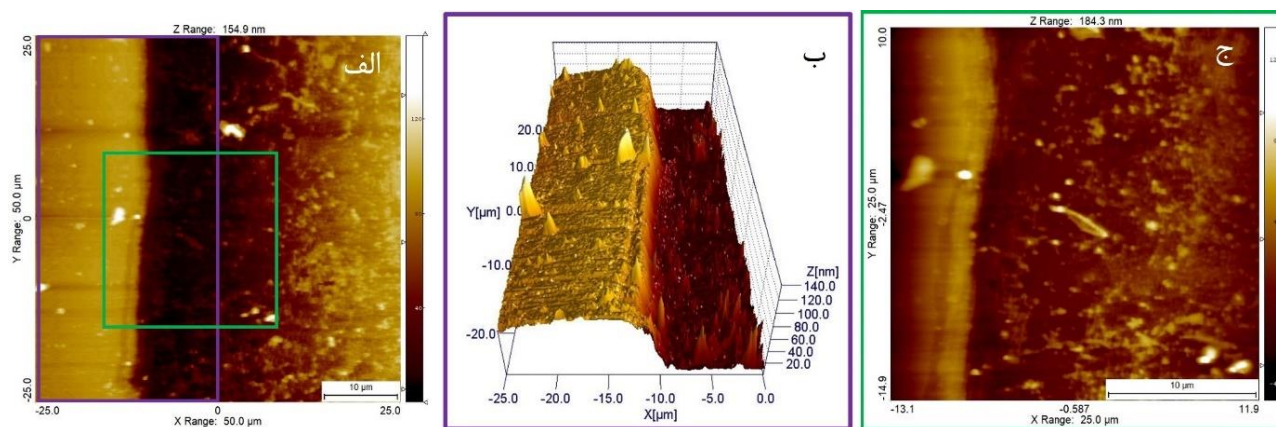 Z Range: 154.9 nm
الف
25.0
Y Range: 50.0 µm
0
-25.0
120
80
40
10 µm
-25.0
0
25.0
X Range: 50.0 µm
ب
20.0
10.0
Y[µm]
0.0
-10.0
-20.0
Z[nm]
140.0
120.0
100.0
80.0
60.0
40.0
20.0
-25.0
-20.0
-15.0
-10.0
-5.0
0.0
X[µm]
Z Range: 184.3 nm
ج
10.0
Y Range: 25.0 µm
-2.47
-14.9
10 µm
-13.1
-0.587
11.9
X Range: 25.0 µm